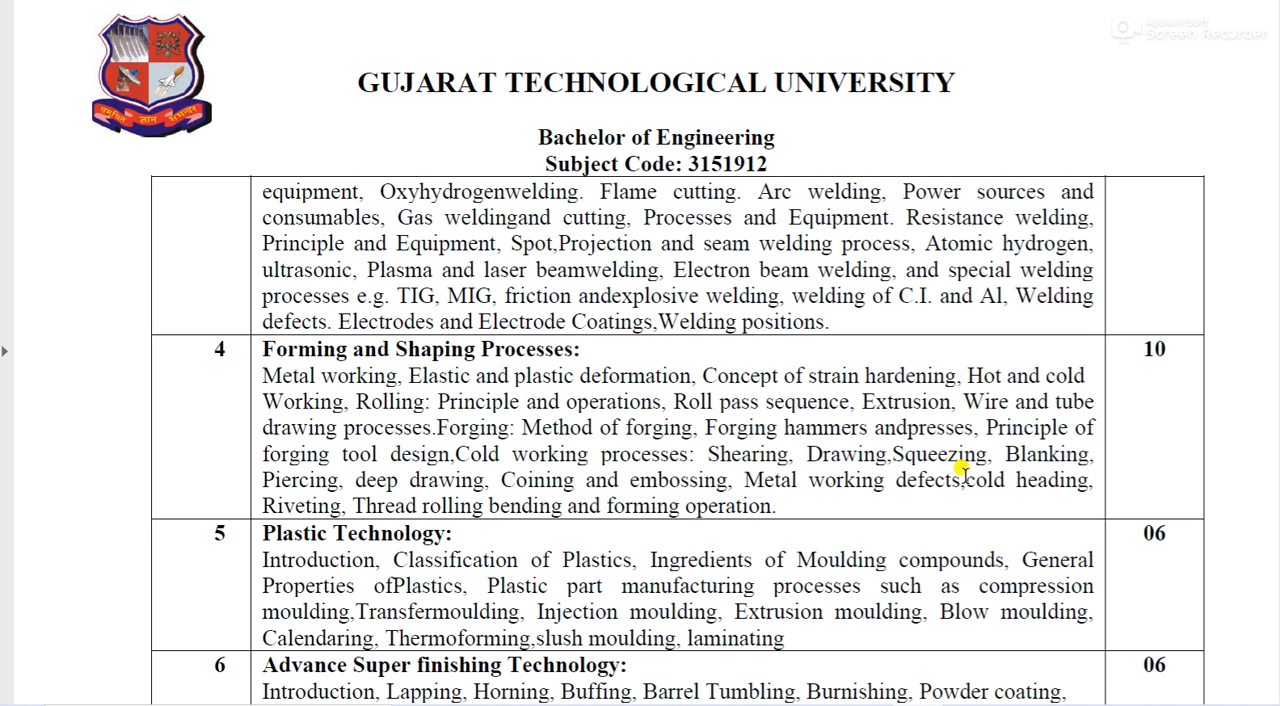 Apowersoft
Screen Recorder
GUJARAT TECHNOLOGICAL UNIVERSITY
Bachelor of Engineering
Subject Code: 3151912
equipment, Oxyhydrogenwelding. Flame cutting. Arc welding, Power sources and
consumables, Gas weldingand cutting, Processes and Equipment. Resistance welding,
Principle and Equipment, Spot,Projection and seam welding process, Atomic hydrogen,
ultrasonic, Plasma and laser beamwelding, Electron beam welding, and special welding
processes e.g. TIG, MIG, friction andexplosive welding, welding of C.I. and Al, Welding
defects. Electrodes and Electrode Coatings,Welding positions.
4 Forming and Shaping Processes: 10
Metal working, Elastic and plastic deformation, Concept of strain hardening, Hot and cold
Working, Rolling: Principle and operations, Roll pass sequence, Extrusion, Wire and tube
drawing processes.Forging: Method of forging, Forging hammers andpresses, Principle of
forging tool design,Cold working processes: Shearing, Drawing,Squeezing, Blanking,
Piercing, deep drawing, Coining and embossing, Metal working defects,cold heading,
Riveting, Thread rolling bending and forming operation.
5 Plastic Technology: 06
Introduction, Classification of Plastics, Ingredients of Moulding compounds, General
Properties ofPlastics, Plastic part manufacturing processes such as compression
moulding,Transfermoulding, Injection moulding, Extrusion moulding, Blow moulding,
Calendaring, Thermoforming,slush moulding, laminating
6 Advance Super finishing Technology: 06
Introduction, Lapping, Horning, Buffing, Barrel Tumbling, Burnishing, Powder coating,